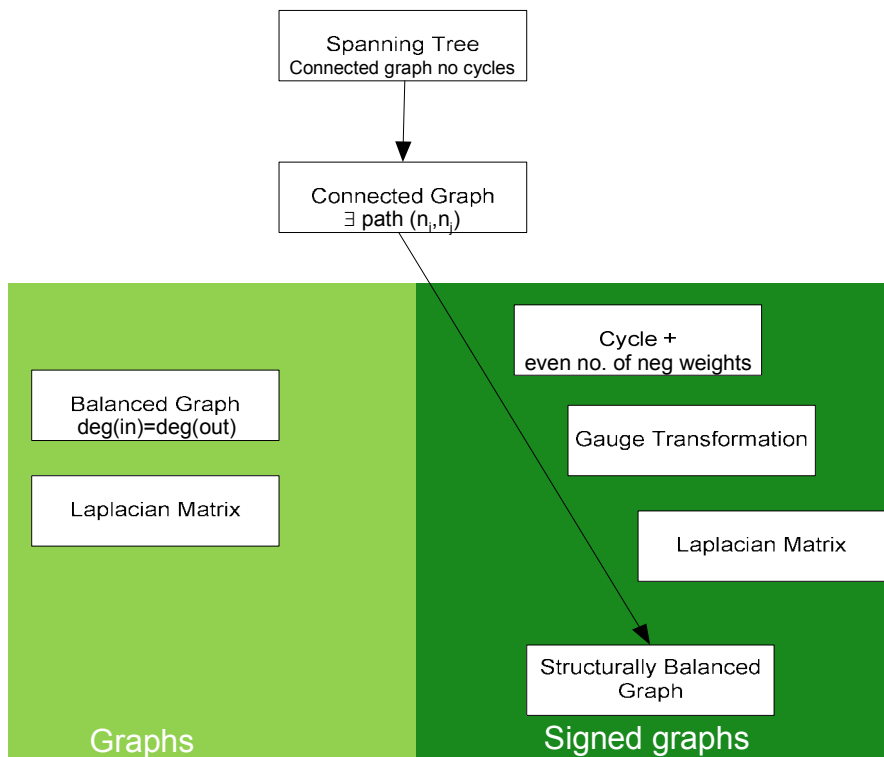 Spanning Tree
Connected graph no cycles
Connected Graph
∃ path (nᵢ,nⱼ)
Cycle +
even no. of neg weights
Balanced Graph
deg(in)=deg(out)
Gauge Transformation
Laplacian Matrix
Laplacian Matrix
Structurally Balanced
Graph
Graphs
Signed graphs